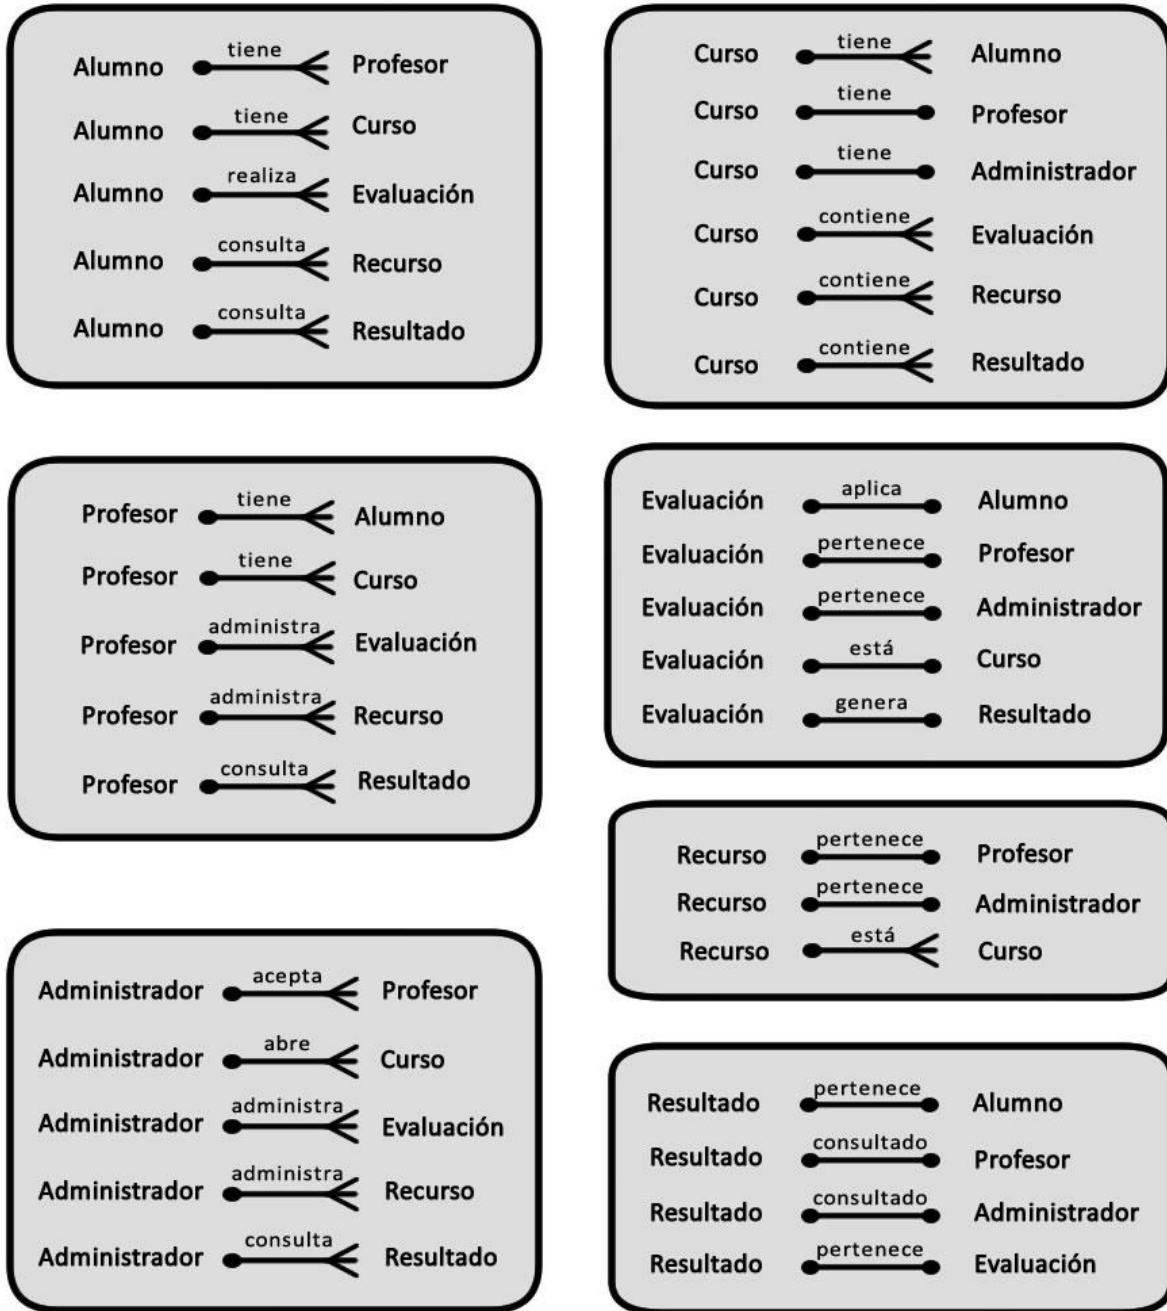 Alumno tiene Profesor
Alumno tiene Curso
Alumno realiza Evaluación
Alumno consulta Recurso
Alumno consulta Resultado
Profesor tiene Alumno
Profesor tiene Curso
Profesor administra Evaluación
Profesor administra Recurso
Profesor consulta Resultado
Administrador acepta Profesor
Administrador abre Curso
Administrador administra Evaluación
Administrador administra Recurso
Administrador consulta Resultado
Curso tiene Alumno
Curso tiene Profesor
Curso tiene Administrador
Curso contiene Evaluación
Curso contiene Recurso
Curso contiene Resultado
Evaluación aplica Alumno
Evaluación pertenece Profesor
Evaluación pertenece Administrador
Evaluación está Curso
Evaluación genera Resultado
Recurso pertenece Profesor
Recurso pertenece Administrador
Recurso está Curso
Resultado pertenece Alumno
Resultado consultado Profesor
Resultado consultado Administrador
Resultado pertenece Evaluación